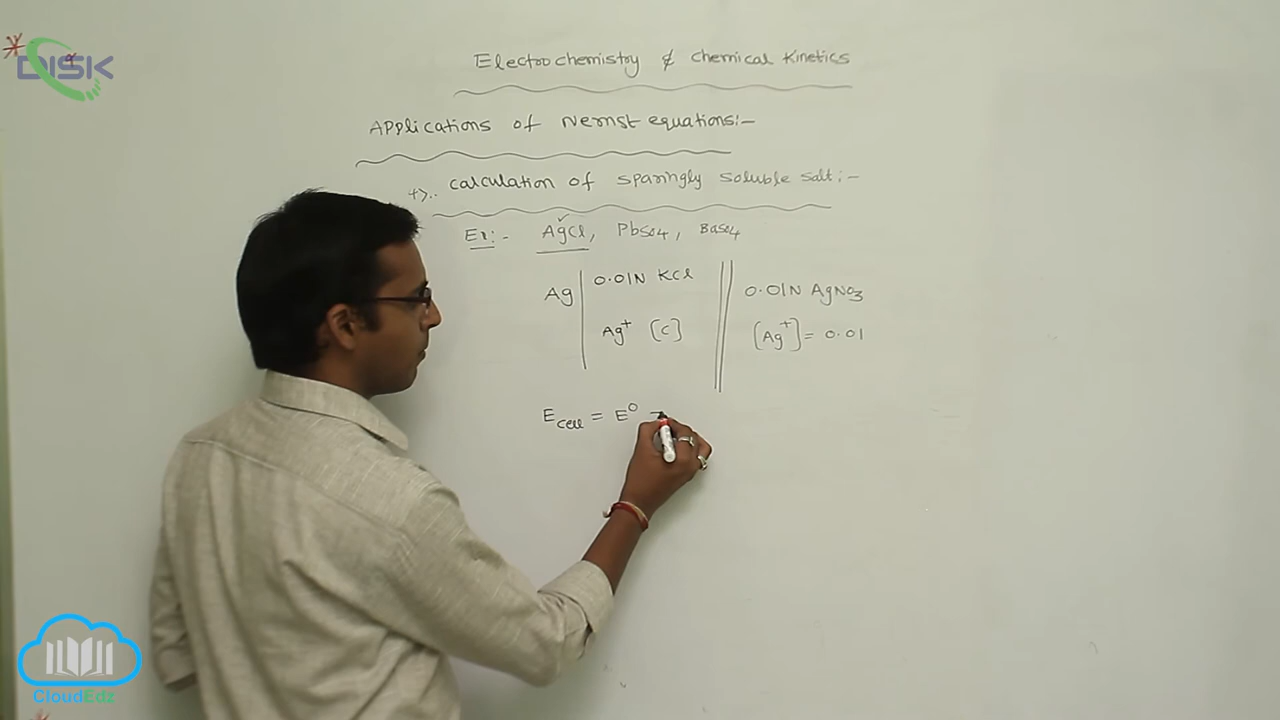 DISK
Electrochemistry & chemical kinetics
Applications of Nernst equations:-
calculation of sparingly soluble salt:-
Ex:- AgCl, PbSO4, BaSO4
Ag | 0.01N KCl || 0.01N AgNO3
Ag+ [C] [Ag+] = 0.01
Ecell = E0 -
CloudEdz